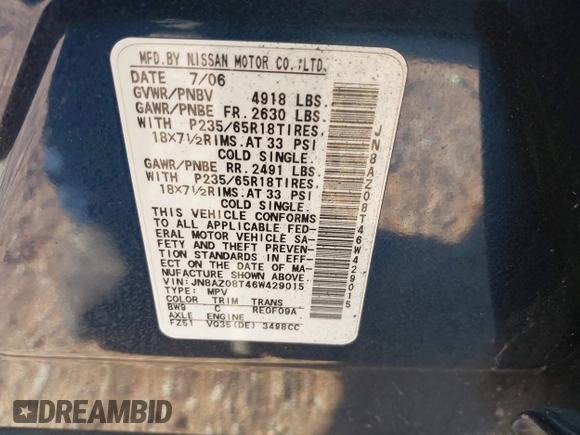 MFD.BY NISSAN MOTOR CO.,LTD.
DATE 7/06
GVWR/PNBV 4918 LBS.
GAWR/PNBE FR. 2630 LBS.
WITH P235/65R18TIRES,
18X7½RIMS.AT 33 PSI
COLD SINGLE.
GAWR/PNBE RR. 2491 LBS.
WITH P235/65R18TIRES.
18X7½RIMS.AT 33 PSI
COLD SINGLE.
THIS VEHICLE CONFORMS
TO ALL APPLICABLE FED-
ERAL MOTOR VEHICLE SA-
FETY AND THEFT PREVEN-
TION STANDARDS IN EFF-
ECT ON THE DATE OF MA-
NUFACTURE SHOWN ABOVE.
VIN:JN8AZ08T46W429015
TYPE: MPV
COLOR TRIM TRANS
BW9 C RE0F09A
AXLE ENGINE
FZ51 VQ35(DE) 3498CC
JN8AZ08T46W429015
DREAMBID